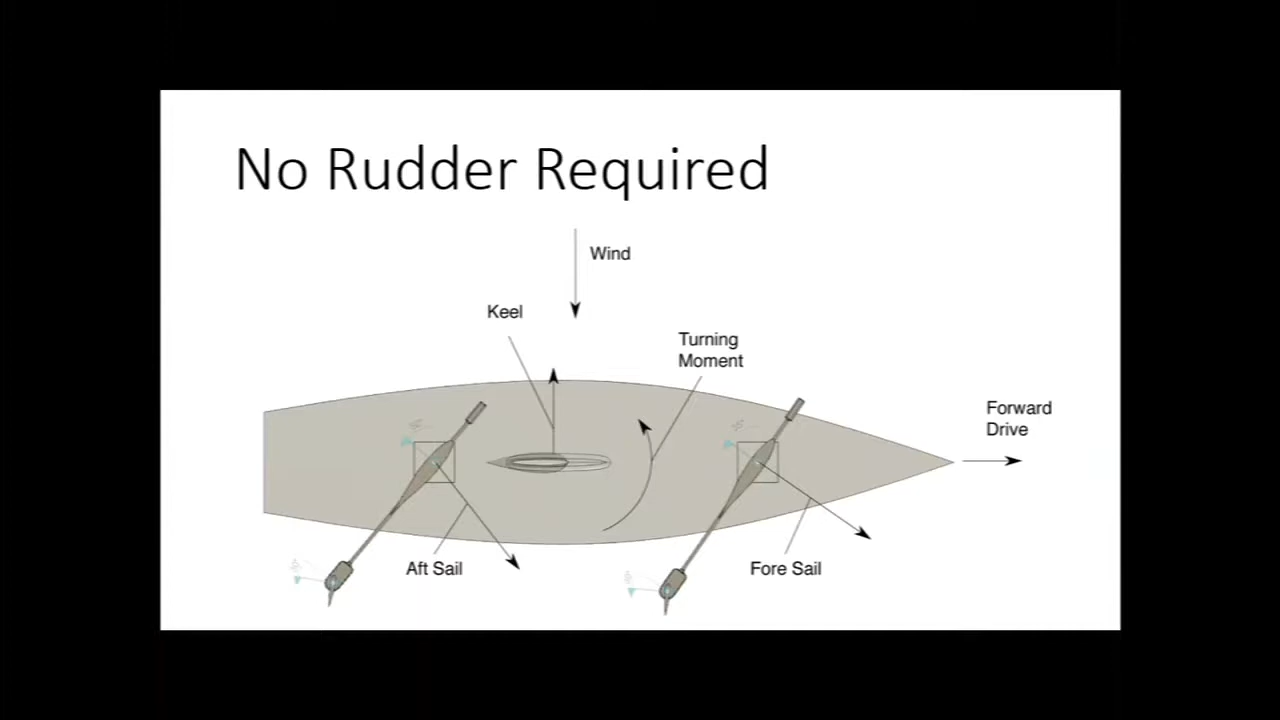 No Rudder Required
Wind
Keel
Turning
Moment
Forward
Drive
Aft Sail
Fore Sail